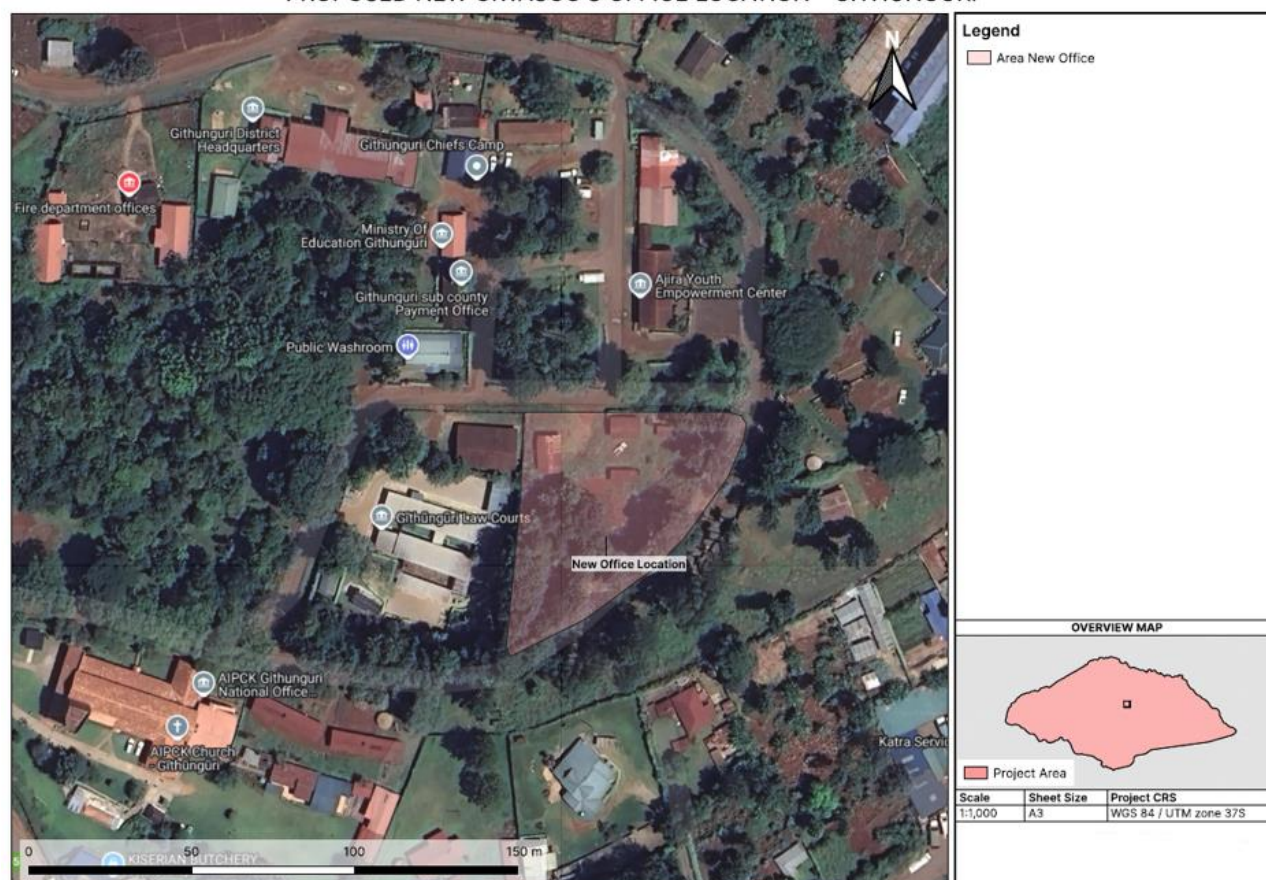 Legend
Area New Office
N
Githunguri District
Headquarters
Githunguri Chiefs Camp
Fire department offices
Ministry Of
Education Githunguri
Githunguri sub county
Payment Office
Ajira Youth
Empowerment Center
Public Washroom
Githunguri Law Courts
New Office Location
AIPCK Githunguri
National Office...
AIPCK Church
- Githunguri
Katra Servic
KISERIAN BUTCHERY
0 50 100 150 m
OVERVIEW MAP
Project Area
Scale Sheet Size Project CRS
1:1,000 A3 WGS 84 / UTM zone 37S